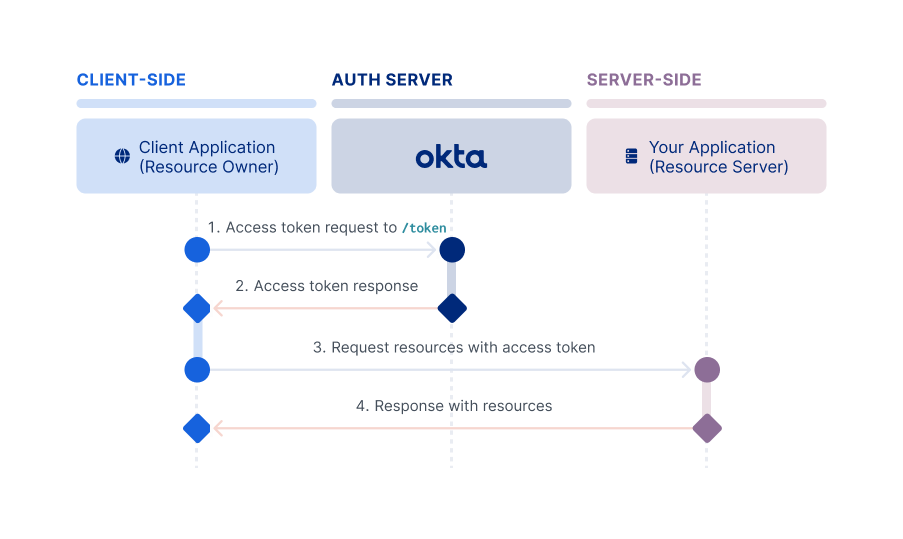 CLIENT-SIDE
AUTH SERVER
SERVER-SIDE
Client Application
(Resource Owner)
okta
Your Application
(Resource Server)
1. Access token request to /token
2. Access token response
3. Request resources with access token
4. Response with resources